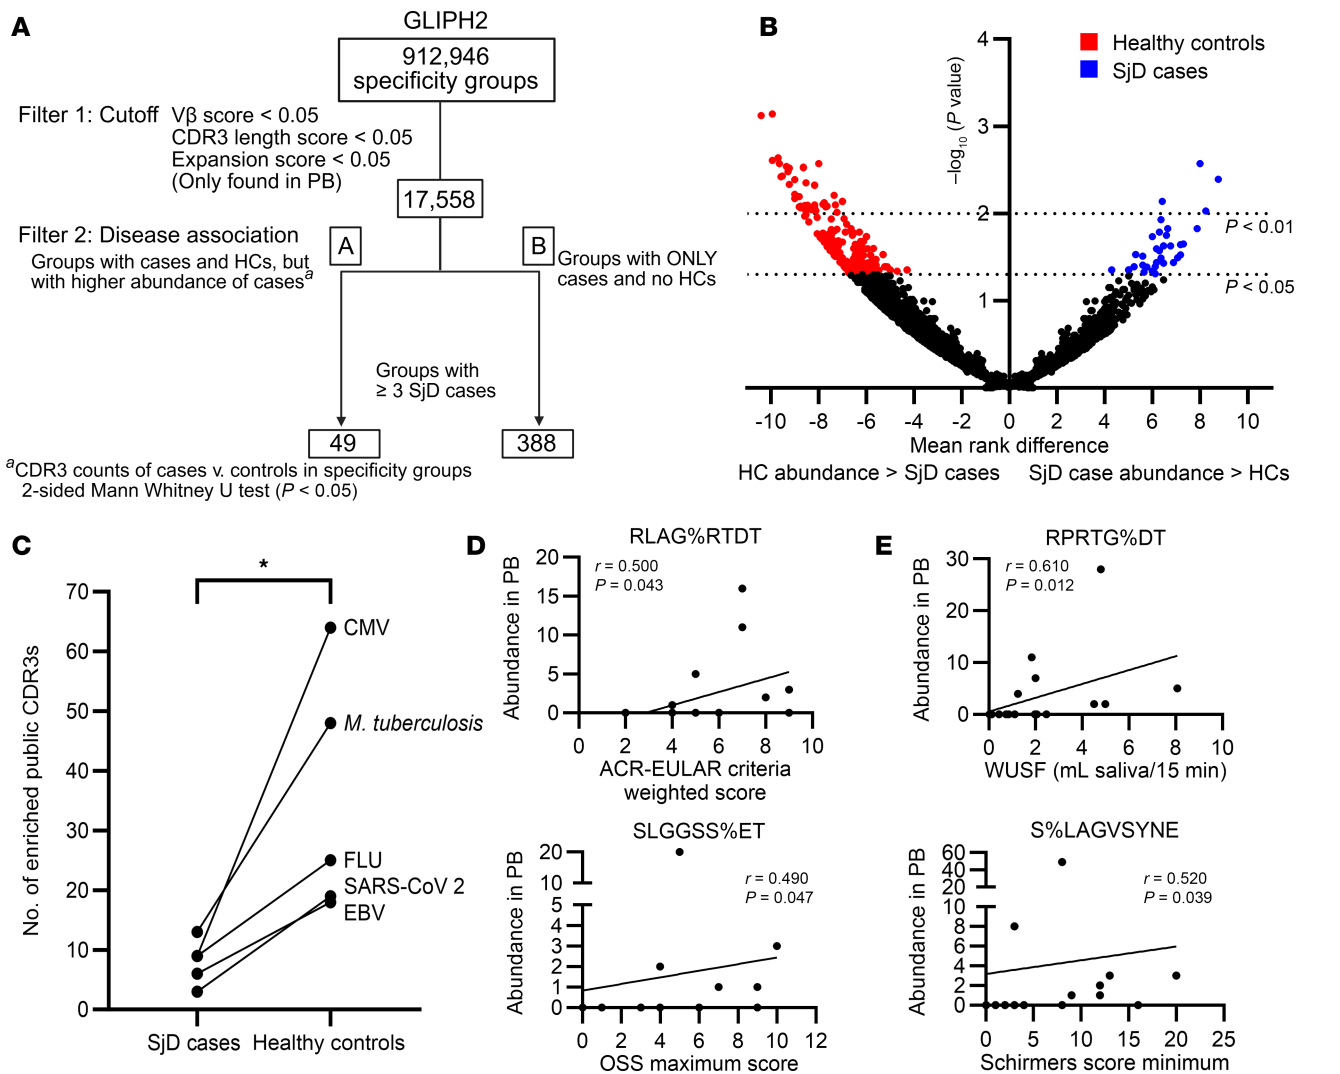 A
GLIPH2
912,946
specificity groups
Filter 1: Cutoff
Vβ score < 0.05
CDR3 length score < 0.05
Expansion score < 0.05
(Only found in PB)
17,558
Filter 2: Disease association
Groups with cases and HCs, but
with higher abundance of casesᵃ
A
B
Groups with ONLY
cases and no HCs
Groups with
≥ 3 SjD cases
49
388
ᵃCDR3 counts of cases v. controls in specificity groups
2-sided Mann Whitney U test (P < 0.05)
B
Healthy controls
SjD cases
–log₁₀ (P value)
4
3
2
1
P < 0.01
P < 0.05
-10 -8 -6 -4 -2 0 2 4 6 8 10
Mean rank difference
HC abundance > SjD cases
SjD case abundance > HCs
C
*
No. of enriched public CDR3s
70
60
50
40
30
20
10
0
CMV
M. tuberculosis
FLU
SARS-CoV 2
EBV
SjD cases
Healthy controls
D
RLAG%RTDT
r = 0.500
P = 0.043
Abundance in PB
20
15
10
5
0
0 2 4 6 8 10
ACR-EULAR criteria
weighted score
SLGGSS%ET
r = 0.490
P = 0.047
Abundance in PB
20
10
5
4
3
2
1
0
0 2 4 6 8 10 12
OSS maximum score
E
RPRTG%DT
r = 0.610
P = 0.012
Abundance in PB
30
20
10
0
0 2 4 6 8 10
WUSF (mL saliva/15 min)
S%LAGVSYNE
r = 0.520
P = 0.039
Abundance in PB
60
40
20
10
8
6
4
2
0
0 5 10 15 20 25
Schirmers score minimum